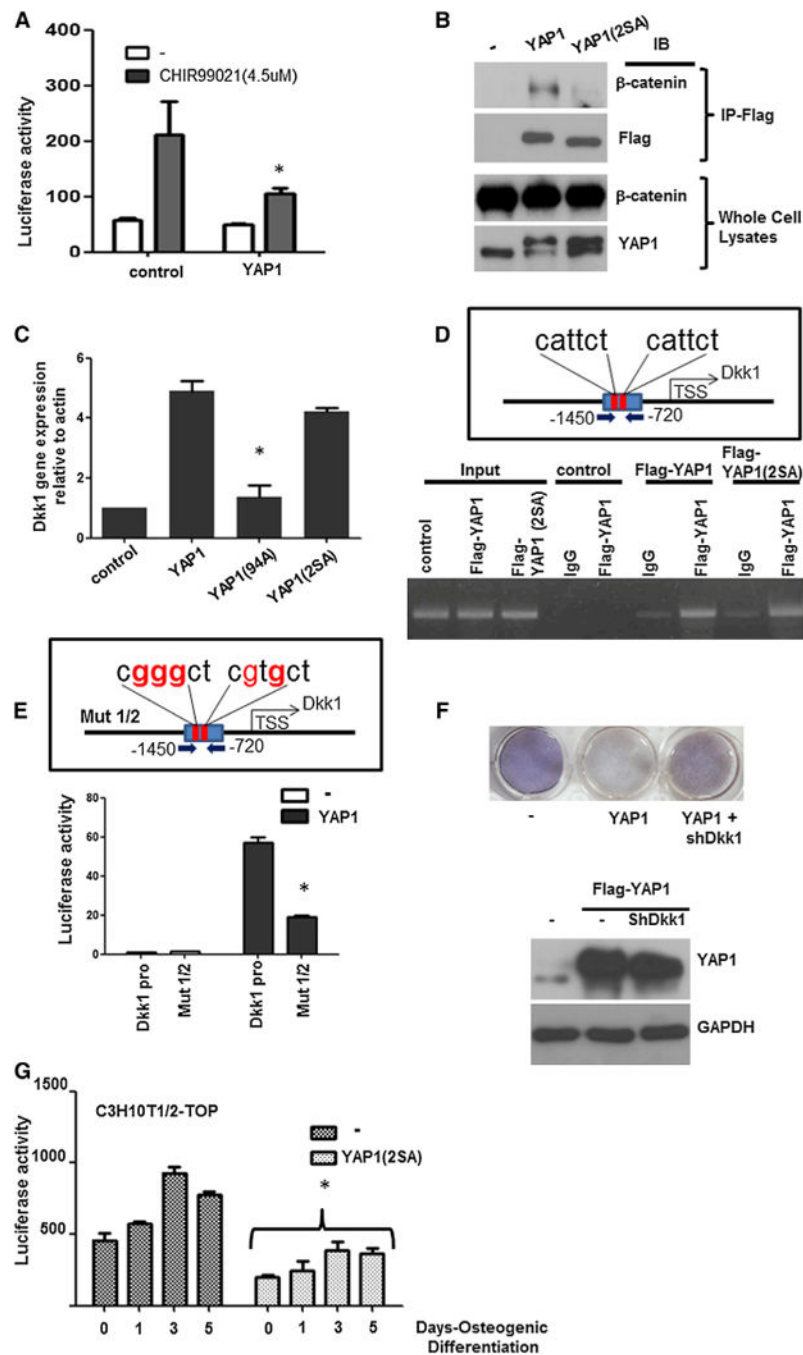 A
-
CHIR99021(4.5uM)
400
300
200
100
0
Luciferase activity
control
YAP1
*
B
-
YAP1
YAP1(2SA)
IB
β-catenin
Flag
IP-Flag
β-catenin
YAP1
Whole Cell
Lysates
C
6
4
2
0
Dkk1 gene expression
relative to actin
*
control
YAP1
YAP1(94A)
YAP1(2SA)
D
cattct cattct
Dkk1
TSS
-1450
-720
Input
control
Flag-YAP1
Flag-
YAP1(2SA)
control
Flag-YAP1
Flag-
YAP1 (2SA)
IgG
Flag-YAP1
IgG
Flag-YAP1
IgG
Flag-YAP1
E
cgggct cgtgct
Mut 1/2
Dkk1
TSS
-1450
-720
-
YAP1
80
60
40
20
0
Luciferase activity
*
Dkk1 pro
Mut 1/2
Dkk1 pro
Mut 1/2
F
-
YAP1
YAP1 +
shDkk1
Flag-YAP1
-
-
ShDkk1
YAP1
GAPDH
G
1500
1000
500
Luciferase activity
C3H10T1/2-TOP
-
YAP1(2SA)
*
0 1 3 5 0 1 3 5
Days-Osteogenic
Differentiation